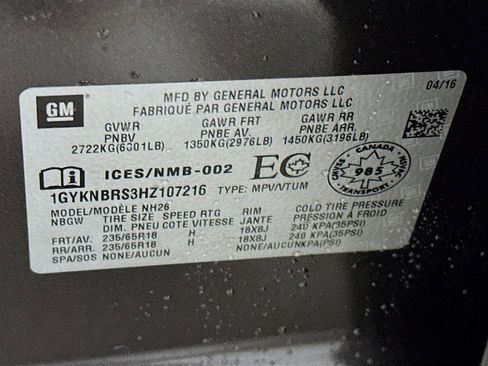 GM
MFD BY GENERAL MOTORS LLC
FABRIQUÉ PAR GENERAL MOTORS LLC
04/16
GVWR GAWR FRT GAWR RR
PNBV PNBE AV. PNBE ARR
2722KG(6001LB) 1350KG(2976LB) 1450KG(3196LB)
ICES/NMB-002 EC CANADA 985
1GYKNBRS3HZ107216 TYPE: MPV/VTUM
MODEL/MODÈLE NH26
NBGW TIRE SIZE SPEED RTG RIM COLD TIRE PRESSURE
DIM. PNEU COTE VITESSE JANTE PRESSION À FROID
FRT/AV. 235/65R18 H 18X8J 240 KPA(35PSI)
RR/ARR. 235/65R18 H 18X8J 240 KPA(35PSI)
SPA/SOS NONE/AUCUN NONE/AUCUNKPA(PSI)